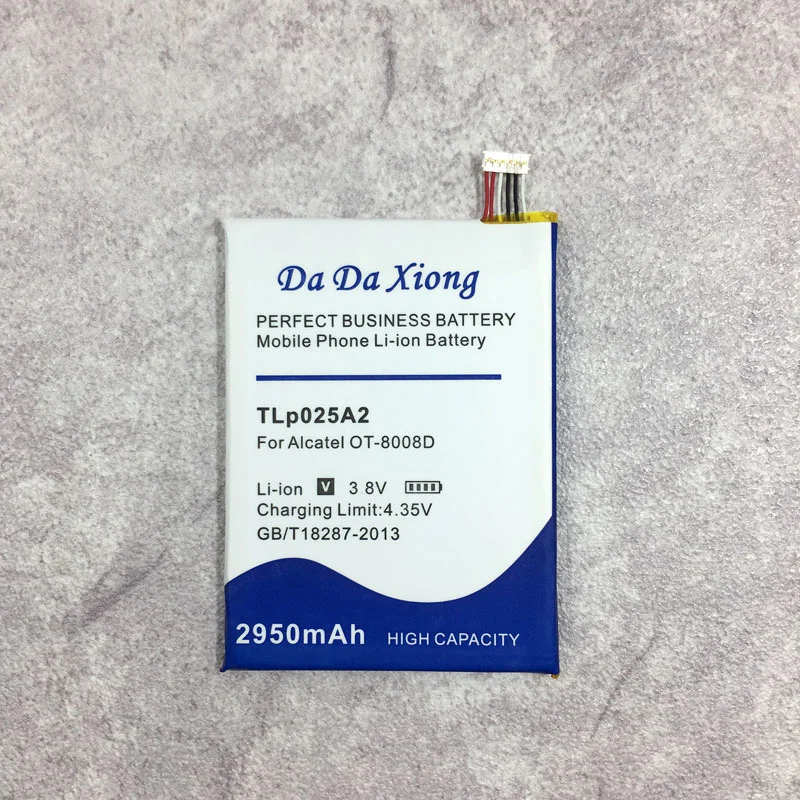 Da Da Xiong
PERFECT BUSINESS BATTERY
Mobile Phone Li-ion Battery
TLp025A2
For Alcatel OT-8008D
Li-ion V 3 8V
Charging Limit:4.35V
GB/T18287-2013
2950mAh HIGH CAPACITY